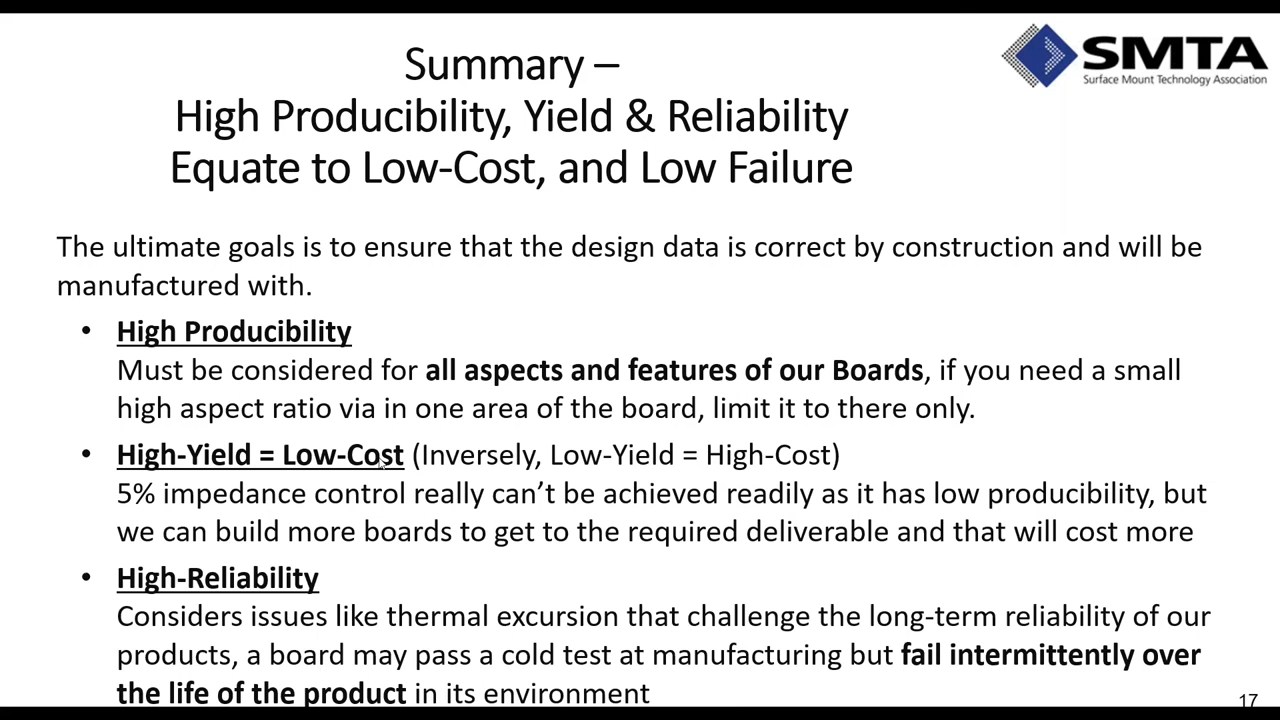 Summary –
High Producibility, Yield & Reliability
Equate to Low-Cost, and Low Failure
SMTA
Surface Mount Technology Association
The ultimate goals is to ensure that the design data is correct by construction and will be
manufactured with.
• High Producibility
Must be considered for all aspects and features of our Boards, if you need a small
high aspect ratio via in one area of the board, limit it to there only.
• High-Yield = Low-Cost (Inversely, Low-Yield = High-Cost)
5% impedance control really can’t be achieved readily as it has low producibility, but
we can build more boards to get to the required deliverable and that will cost more
• High-Reliability
Considers issues like thermal excursion that challenge the long-term reliability of our
products, a board may pass a cold test at manufacturing but fail intermittently over
the life of the product in its environment
17